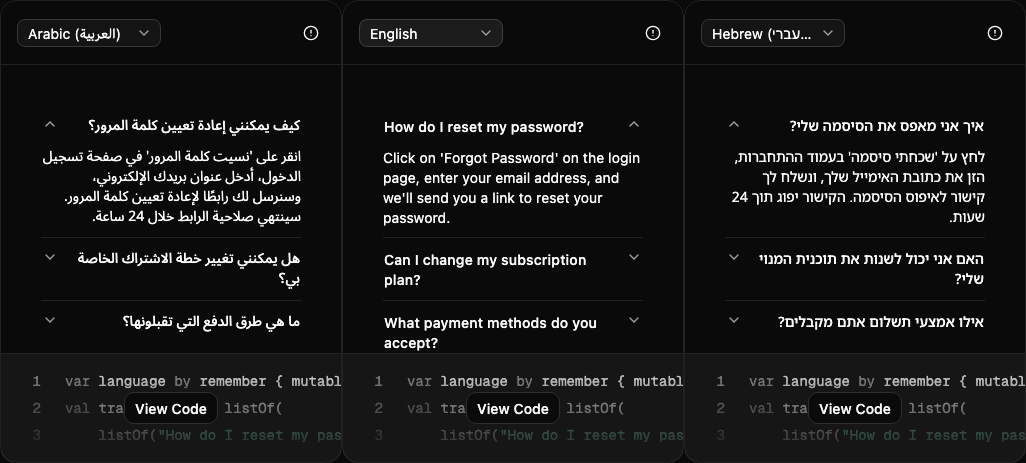 Arabic (العربية)
كيف يمكنني إعادة تعيين كلمة المرور؟
انقر على 'نسيت كلمة المرور' في صفحة تسجيل
الدخول، أدخل عنوان بريدك الإلكتروني،
وسنرسل لك رابطًا لإعادة تعيين كلمة المرور.
سينتهي صلاحية الرابط خلال 24 ساعة.
هل يمكنني تغيير خطة الاشتراك الخاصة
بي؟
ما هي طرق الدفع التي تقبلونها؟
1 var language by remember { mutabl
2 val tra
View Code
listOf(
3 listOf("How do I reset my pas
English
How do I reset my password?
Click on 'Forgot Password' on the login
page, enter your email address, and
we'll send you a link to reset your
password.
Can I change my subscription
plan?
What payment methods do you
accept?
1 var language by remember { mutabl
2 val tra
View Code
listOf(
3 listOf("How do I reset my pas
Hebrew (עברי...
איך אני מאפס את הסיסמה שלי?
לחץ על 'שכחתי סיסמה' בעמוד ההתחברות,
הזן את כתובת האימייל שלך, ונשלח לך
קישור לאיפוס הסיסמה. הקישור יפוג תוך 24
שעות.
האם אני יכול לשנות את תוכנית המנוי
שלי?
אילו אמצעי תשלום אתם מקבלים?
1 var language by remember { mutabl
2 val tra
View Code
listOf(
3 listOf("How do I reset my pas